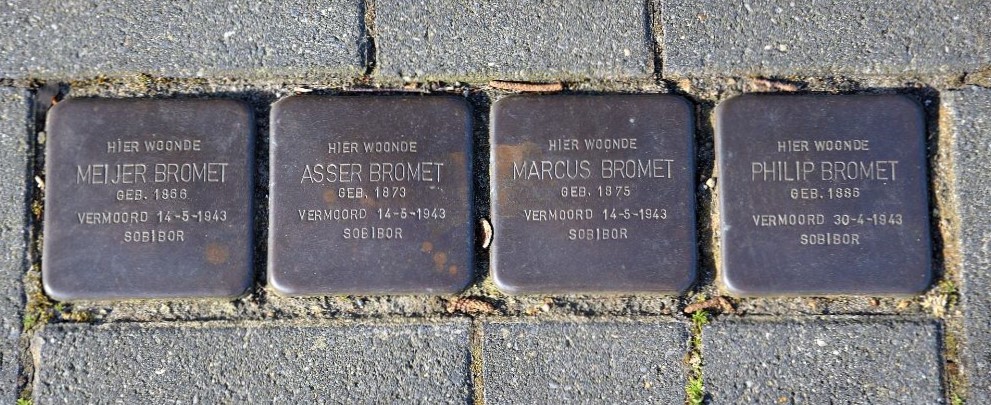 HIER WOONDE
MEIJER BROMET
GEB. 1866
VERMOORD 14-5-1943
SOBIBOR
HIER WOONDE
ASSER BROMET
GEB. 1873
VERMOORD 14-5-1943
SOBIBOR
HIER WOONDE
MARCUS BROMET
GEB. 1875
VERMOORD 14-5-1943
SOBIBOR
HIER WOONDE
PHILIP BROMET
GEB. 1886
VERMOORD 30-4-1943
SOBIBOR